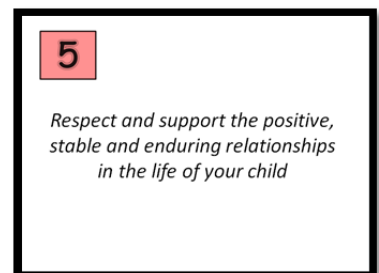 5
Respect and support the positive,
stable and enduring relationships
in the life of your child